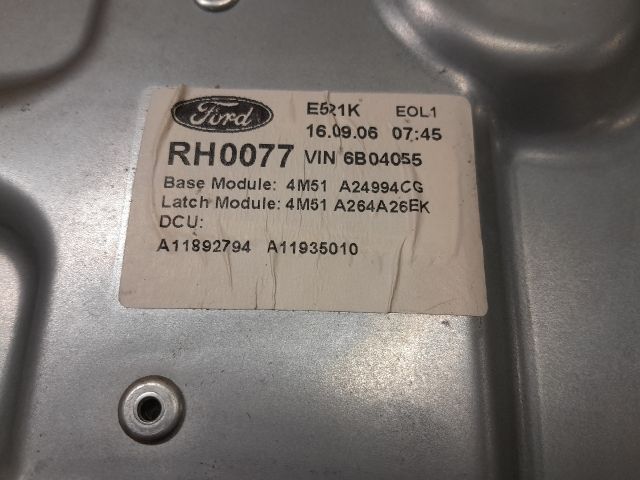 Ford E521K EOL1
16.09.06 07:45
RH0077 VIN 6B04055
Base Module: 4M51 A24994CG
Latch Module: 4M51 A264A26EK
DCU:
A11892794 A11935010